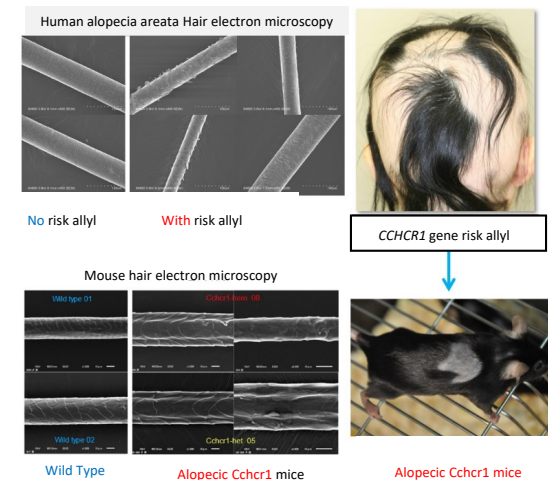 Human alopecia areata Hair electron microscopy
No risk allyl
With risk allyl
CCHCR1 gene risk allyl
Mouse hair electron microscopy
Wild type 01
Cchcr1-hom 08
Wild type 02
Cchcr1-het 05
Wild Type
Alopecic Cchcr1 mice
Alopecic Cchcr1 mice